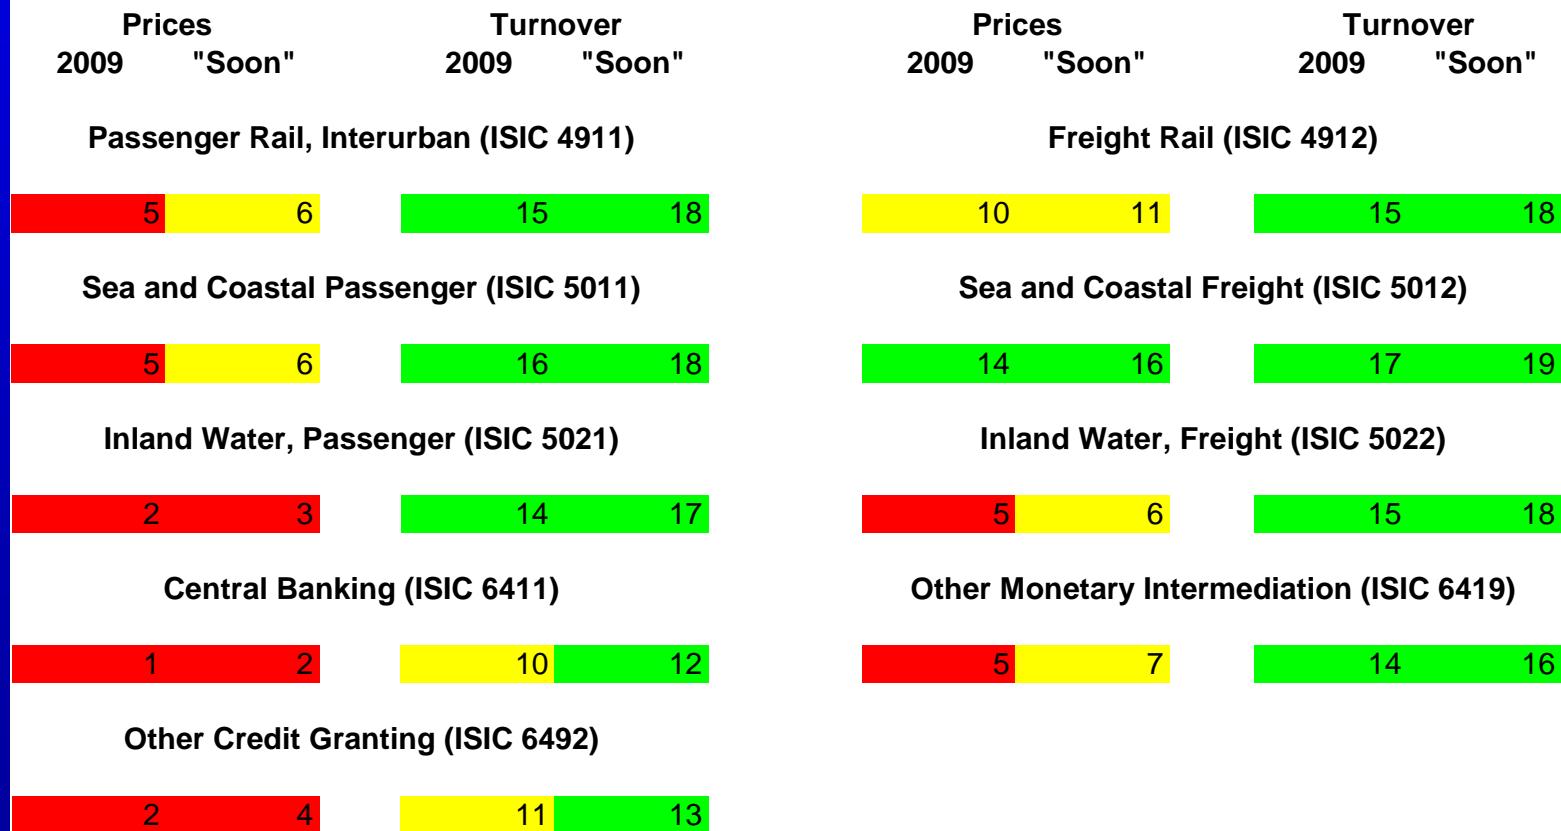 Prices Turnover Prices Turnover
2009 "Soon" 2009 "Soon" 2009 "Soon" 2009 "Soon"
Passenger Rail, Interurban (ISIC 4911) Freight Rail (ISIC 4912)
5 6 15 18 10 11 15 18
Sea and Coastal Passenger (ISIC 5011) Sea and Coastal Freight (ISIC 5012)
5 6 16 18 14 16 17 19
Inland Water, Passenger (ISIC 5021) Inland Water, Freight (ISIC 5022)
2 3 14 17 5 6 15 18
Central Banking (ISIC 6411) Other Monetary Intermediation (ISIC 6419)
1 2 10 12 5 7 14 16
Other Credit Granting (ISIC 6492)
2 4 11 13